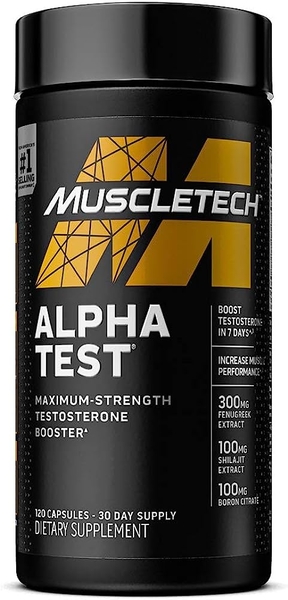 #1
SELLING
MUSCLETECH
ALPHA
TEST®
MAXIMUM-STRENGTH
TESTOSTERONE
BOOSTER▲
120 CAPSULES - 30 DAY SUPPLY
DIETARY SUPPLEMENT
BOOST
TESTOSTERONE
IN 7 DAYS
INCREASE MUSCLE
PERFORMANCE
300MG
FENUGREEK
EXTRACT
100MG
SHILAJIT
EXTRACT
100MG
BORON CITRATE